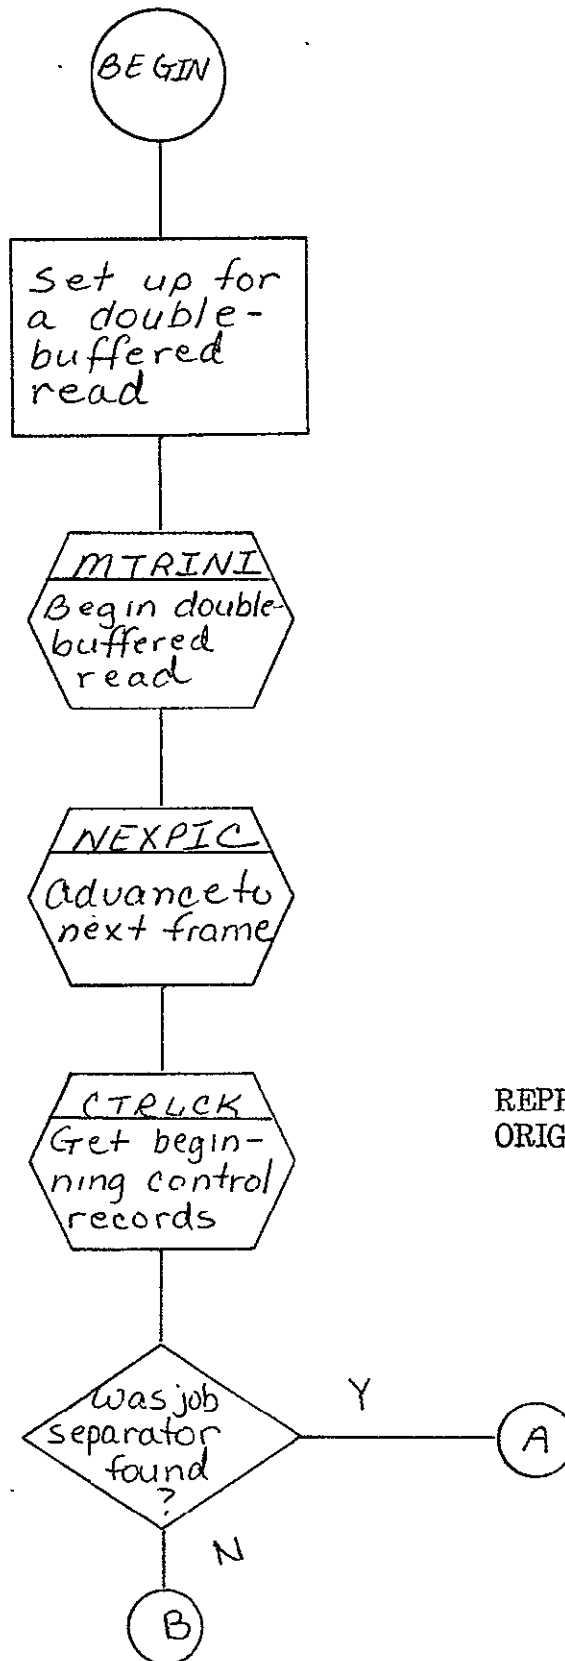 BEGIN
Set up for
a double-
buffered
read
MTRINI
Begin double-
buffered
read
NEXPIC
Advance to
next frame
CTRLCK
Get begin-
ning control
records
Was job
separator
found
?
Y
A
N
B
ORIG